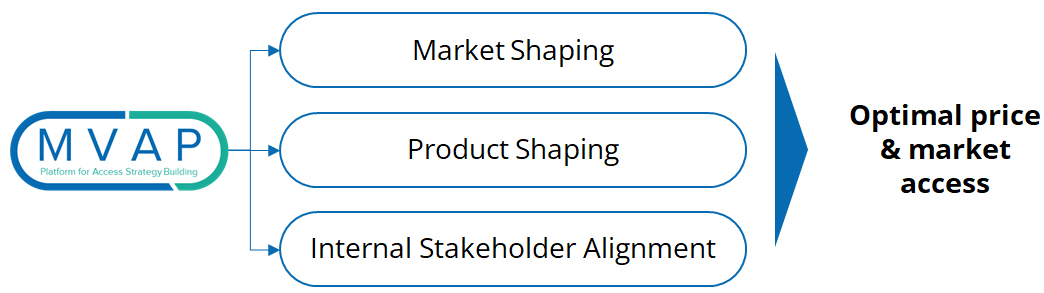 MVAP
Platform for Access Strategy Building
Market Shaping
Product Shaping
Internal Stakeholder Alignment
Optimal price
& market
access